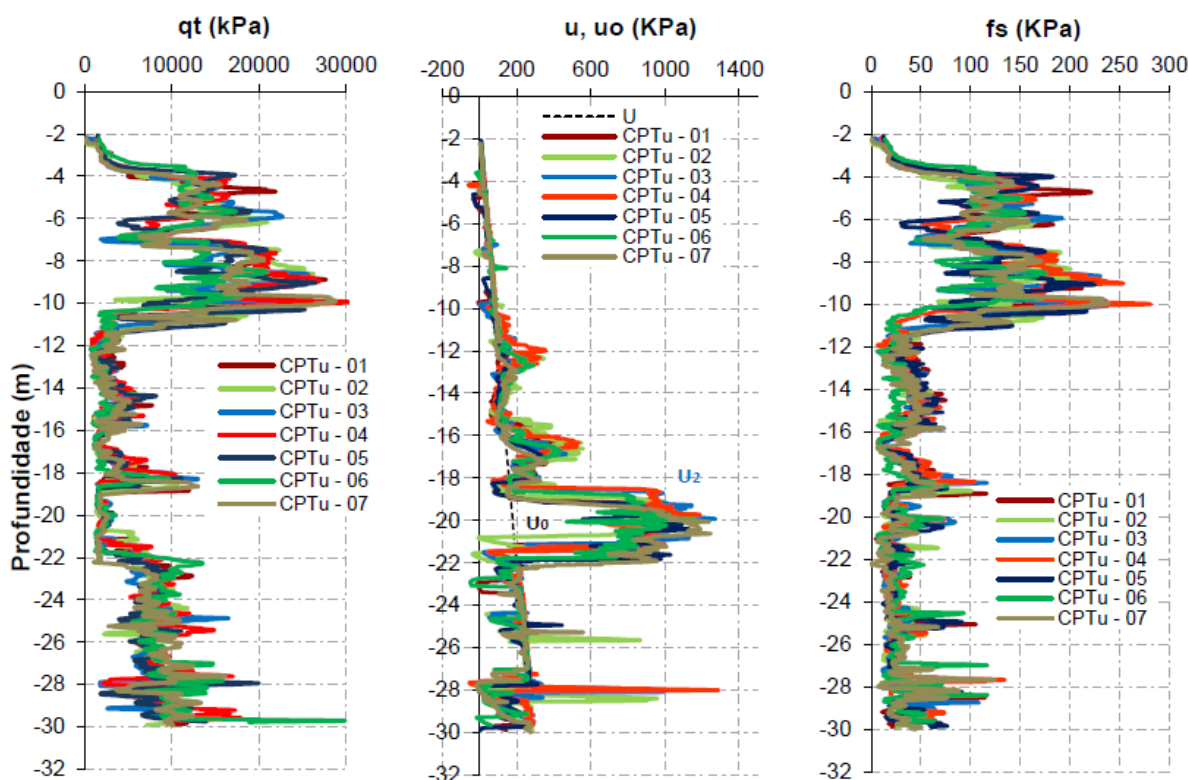 qt (kPa)
0 10000 20000 30000
Profundidade (m)
0
-2
-4
-6
-8
-10
-12
-14
-16
-18
-20
-22
-24
-26
-28
-30
-32
CPTu - 01
CPTu - 02
CPTu - 03
CPTu - 04
CPTu - 05
CPTu - 06
CPTu - 07
u, uo (KPa)
-200 200 600 1000 1400
0
-2
-4
-6
-8
-10
-12
-14
-16
-18
-20
-22
-24
-26
-28
-30
-32
U
CPTu - 01
CPTu - 02
CPTu - 03
CPTu - 04
CPTu - 05
CPTu - 06
CPTu - 07
U2
U0
fs (KPa)
0 50 100 150 200 250 300
0
-2
-4
-6
-8
-10
-12
-14
-16
-18
-20
-22
-24
-26
-28
-30
-32
CPTu - 01
CPTu - 02
CPTu - 03
CPTu - 04
CPTu - 05
CPTu - 06
CPTu - 07